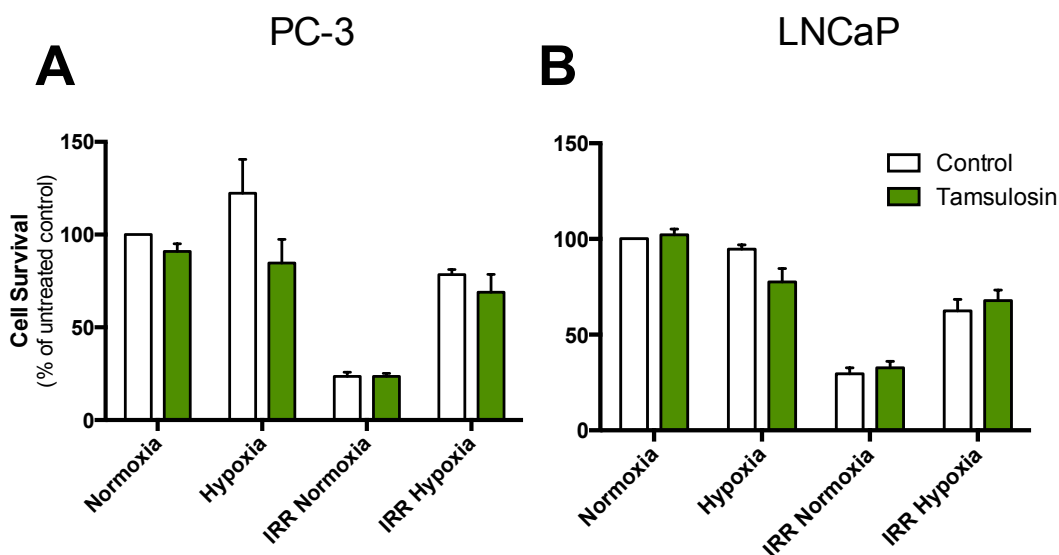 PC-3
LNCaP
A
B
Cell Survival
(% of untreated control)
150
100
50
0
Normoxia
Hypoxia
IRR Normoxia
IRR Hypoxia
150
100
50
0
Control
Tamsulosin
Normoxia
Hypoxia
IRR Normoxia
IRR Hypoxia